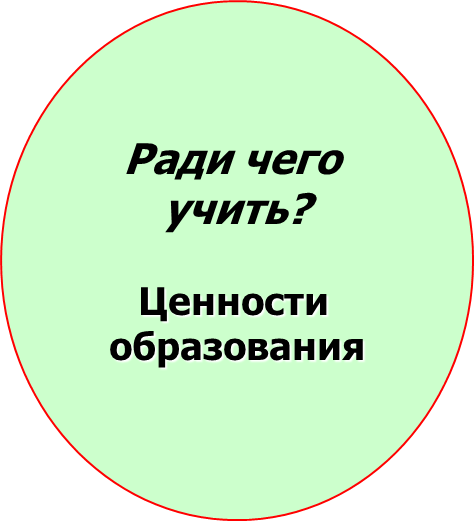 Ради чего
учить?
Ценности
образования